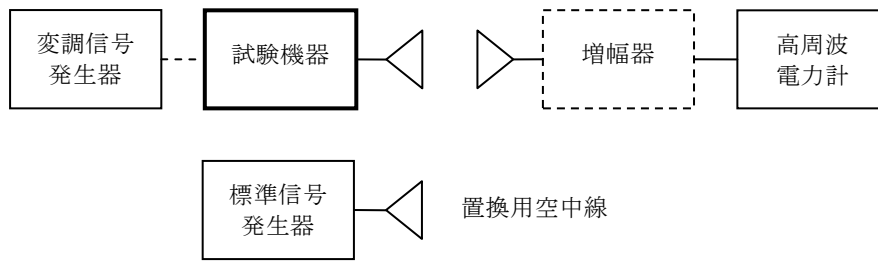 変調信号
発生器
試験機器
増幅器
高周波
電力計
標準信号
発生器
置換用空中線